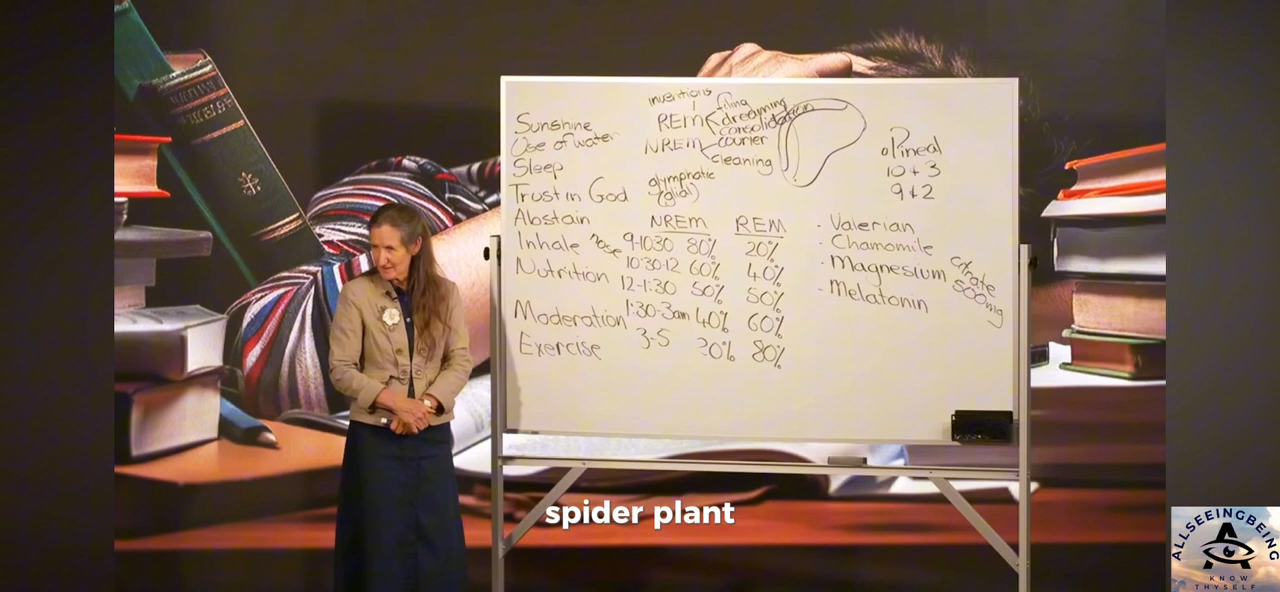 Sunshine
Use of water
Sleep
Trust in God
Abstain
Inhale nose
Nutrition
Moderation
Exercise
inventions
REM
filing
dreaming
consolidation
NREM
courier
cleaning
glymphatic
(glial)
NREM REM
9-10:30 80% 20%
10:30-12 60% 40%
12-1:30 50% 50%
1:30-3am 40% 60%
3-5 20% 80%
Pineal
10 + 3
9 + 2
· Valerian
· Chamomile
· Magnesium citrate 500mg
· Melatonin
spider plant
ALLSEEINGBEING
KNOW
THYSELF